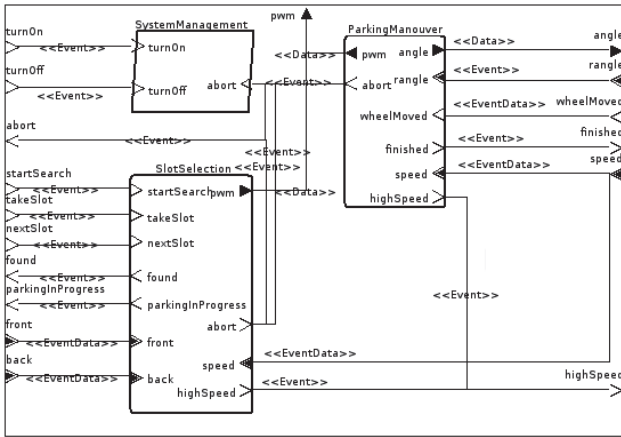 pwm
SystemManagement
ParkingManouver
turnOn
<<Event>>
turnOn
<<Data>>
pwm
angle
<<Data>>
angle
turnOff
<<Event>>
turnOff
abort
<<Event>>
abort
rangle
<<Event>>
rangle
wheelMoved
<<EventData>>
wheelMoved
abort
<<Event>>
finished
<<Event>>
finished
<<Event>>
speed
<<EventData>>
speed
SlotSelection
<<Event>>
startSearch
<<Event>>
startSearch
pwm
<<Data>>
highSpeed
takeSlot
<<Event>>
takeSlot
nextSlot
<<Event>>
nextSlot
found
<<Event>>
found
parkingInProgress
<<Event>>
parkingInProgress
<<Event>>
front
<<EventData>>
front
abort
back
<<EventData>>
back
speed
<<EventData>>
highSpeed
<<Event>>
highSpeed